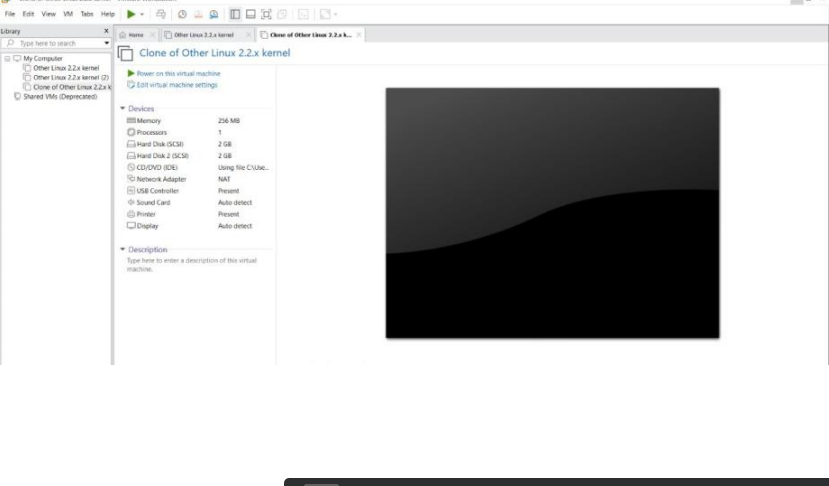 File Edit View VM Tabs Help
Library X
Type here to search
My Computer
Other Linux 2.2.x kernel
Other Linux 2.2.x kernel (2)
Clone of Other Linux 2.2.x k
Shared VMs (Deprecated)
Home Other Linux 2.2.x kernel Clone of Other Linux 2.2.x k...
Clone of Other Linux 2.2.x kernel
Power on this virtual machine
Edit virtual machine settings
Devices
Memory 256 MB
Processors 1
Hard Disk (SCSI) 2 GB
Hard Disk 2 (SCSI) 2 GB
CD/DVD (IDE) Using file C:\Use...
Network Adapter NAT
USB Controller Present
Sound Card Auto detect
Printer Present
Display Auto detect
Description
Type here to enter a description of this virtual
machine.